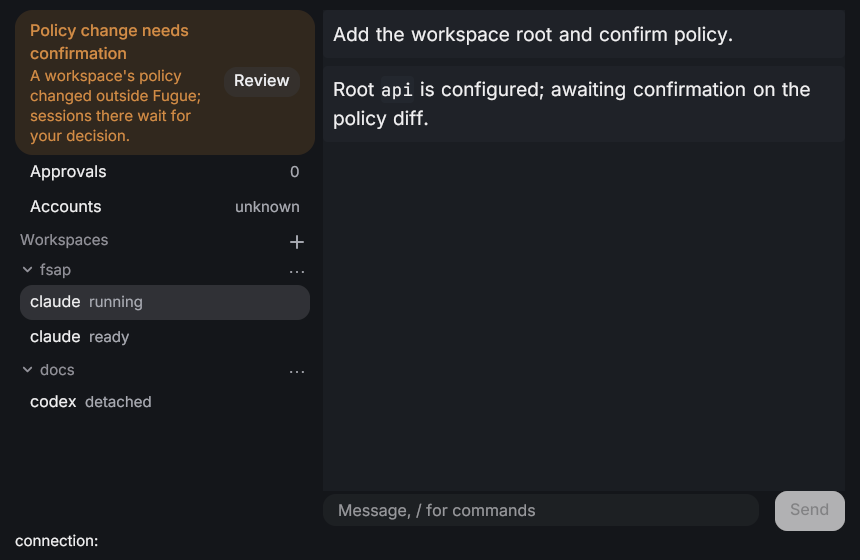 Policy change needs
confirmation
A workspace's policy
changed outside Fugue;
sessions there wait for
your decision.
Review
Approvals 0
Accounts unknown
Workspaces +
fsap ...
claude running
claude ready
docs ...
codex detached
connection:
Add the workspace root and confirm policy.
Root api is configured; awaiting confirmation on the
policy diff.
Message, / for commands
Send